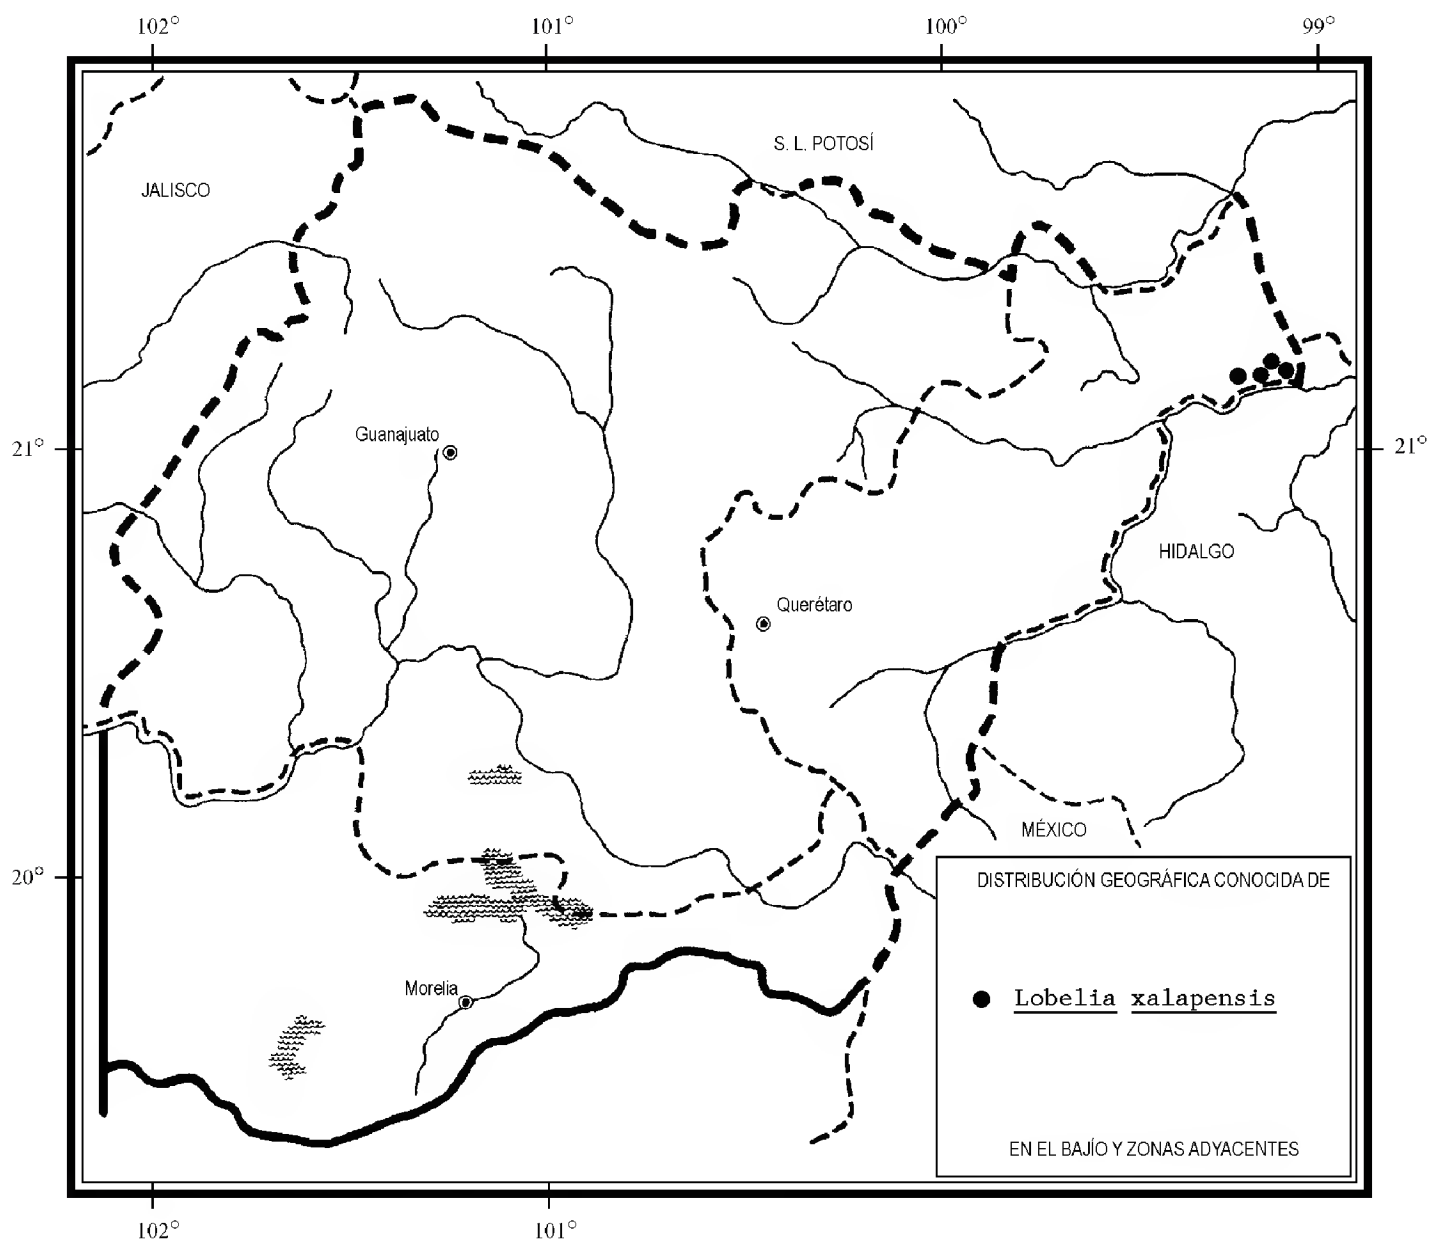 102° 101° 100° 99°
S. L. POTOSÍ
JALISCO
Guanajuato
21° 21°
HIDALGO
Querétaro
MÉXICO
20°
DISTRIBUCIÓN GEOGRÁFICA CONOCIDA DE
Morelia
Lobelia xalapensis
EN EL BAJÍO Y ZONAS ADYACENTES
102° 101°